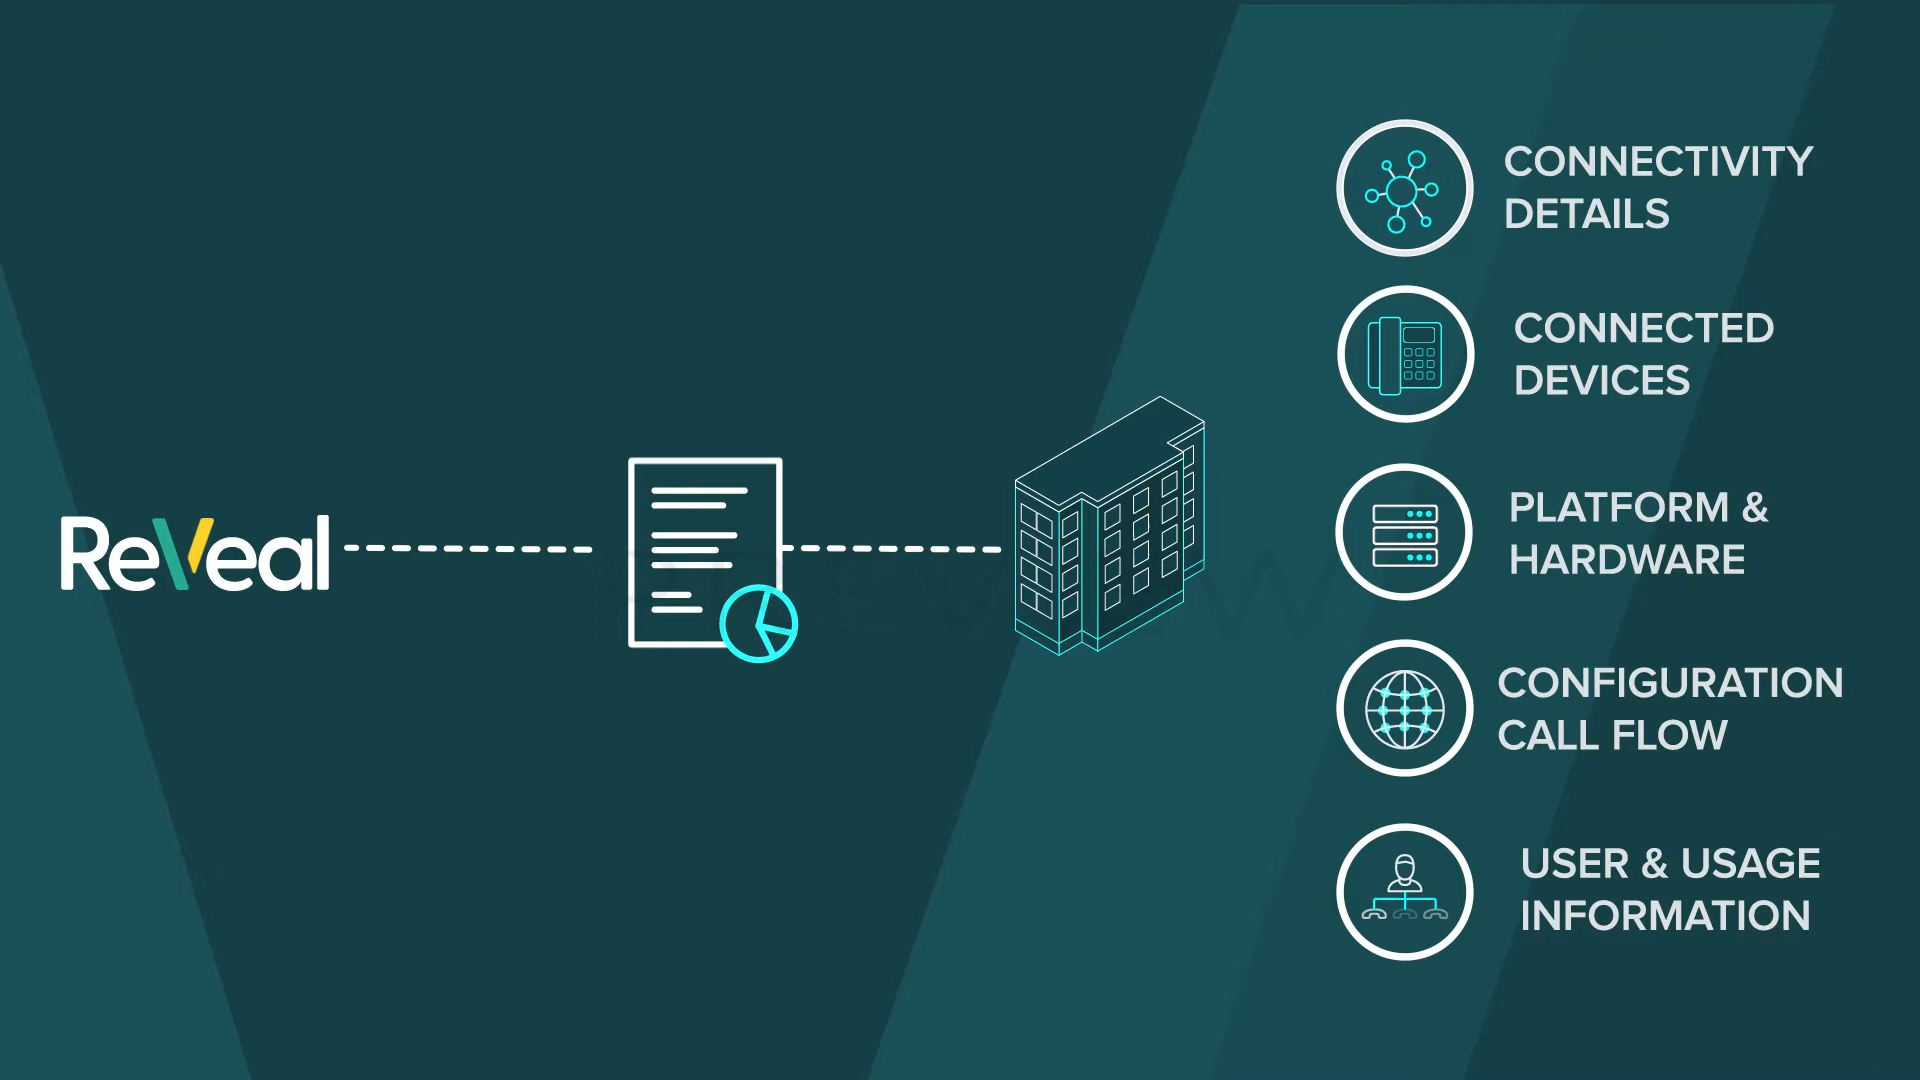 ReVeal
CONNECTIVITY
DETAILS
CONNECTED
DEVICES
PLATFORM &
HARDWARE
CONFIGURATION
CALL FLOW
USER & USAGE
INFORMATION